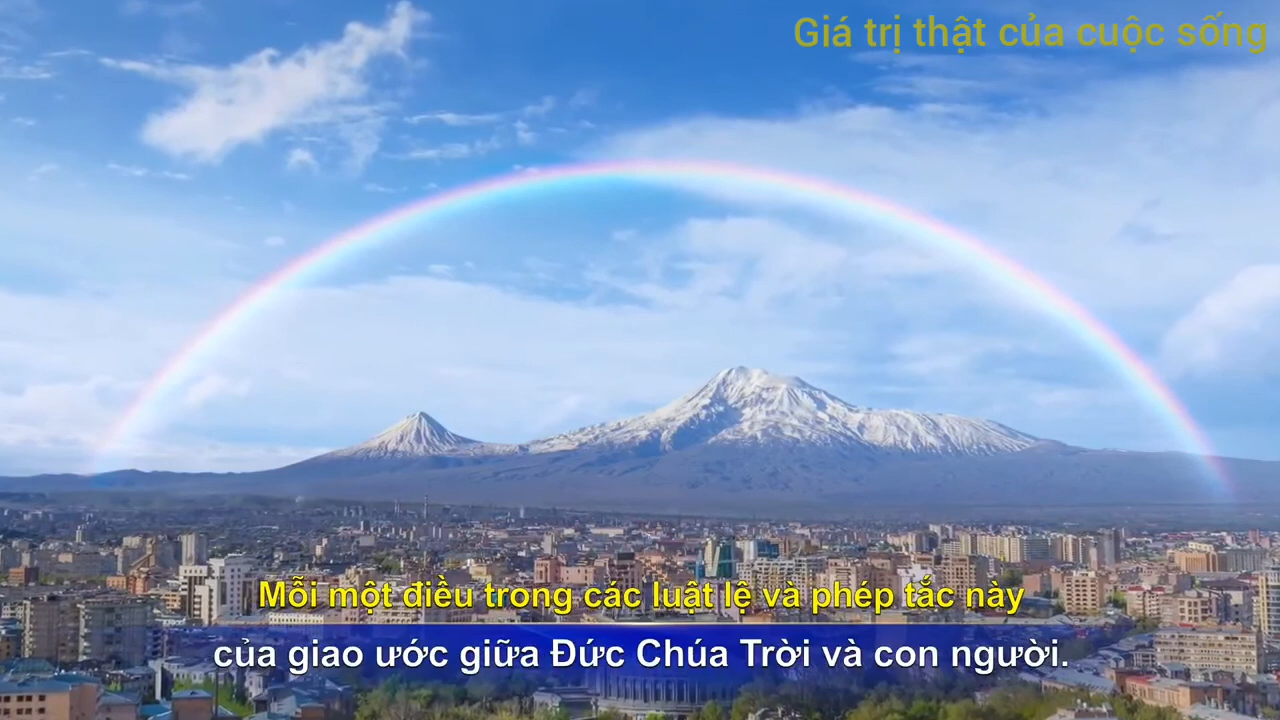 Giá trị thật của cuộc sống
Mỗi một điều trong các luật lệ và phép tắc này
của giao ước giữa Đức Chúa Trời và con người.